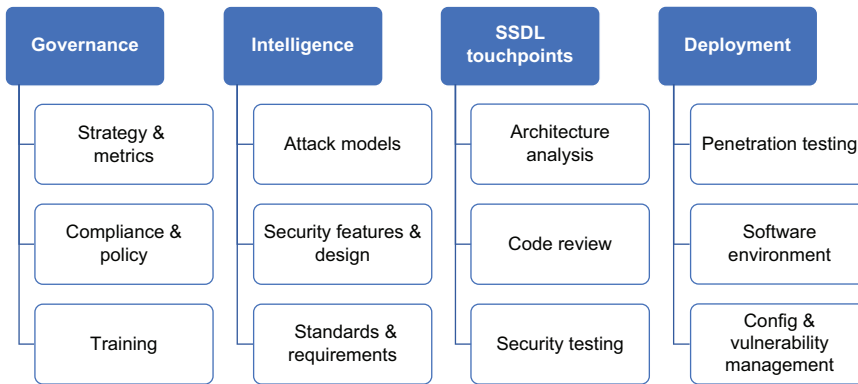 Governance
Strategy &
metrics
Compliance &
policy
Training
Intelligence
Attack models
Security features &
design
Standards &
requirements
SSDL
touchpoints
Architecture
analysis
Code review
Security testing
Deployment
Penetration testing
Software
environment
Config &
vulnerability
management